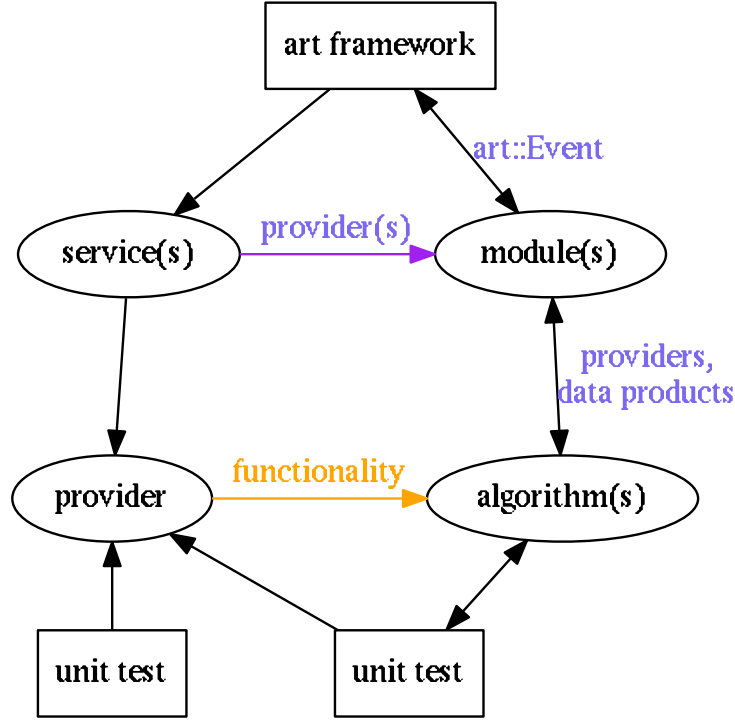 art framework
art::Event
provider(s)
service(s)
module(s)
providers,
data products
functionality
provider
algorithm(s)
unit test
unit test